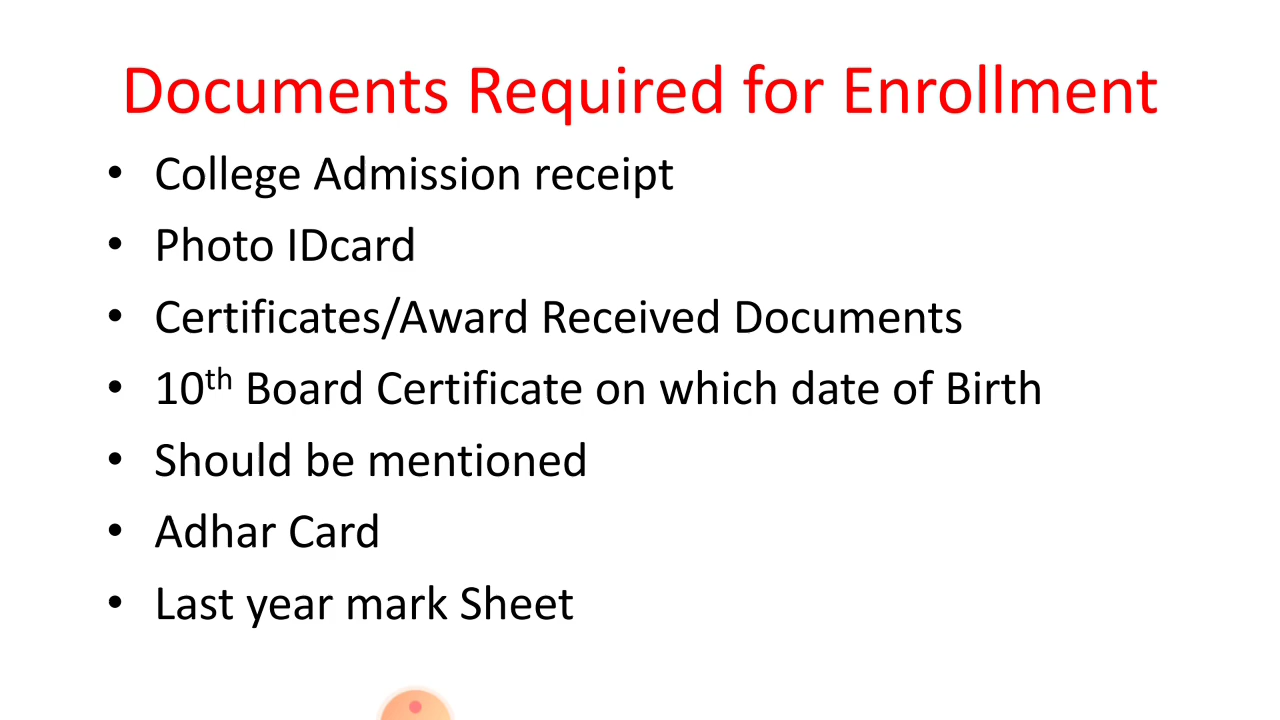 Documents Required for Enrollment
• College Admission receipt
• Photo IDcard
• Certificates/Award Received Documents
• 10th Board Certificate on which date of Birth
• Should be mentioned
• Adhar Card
• Last year mark Sheet